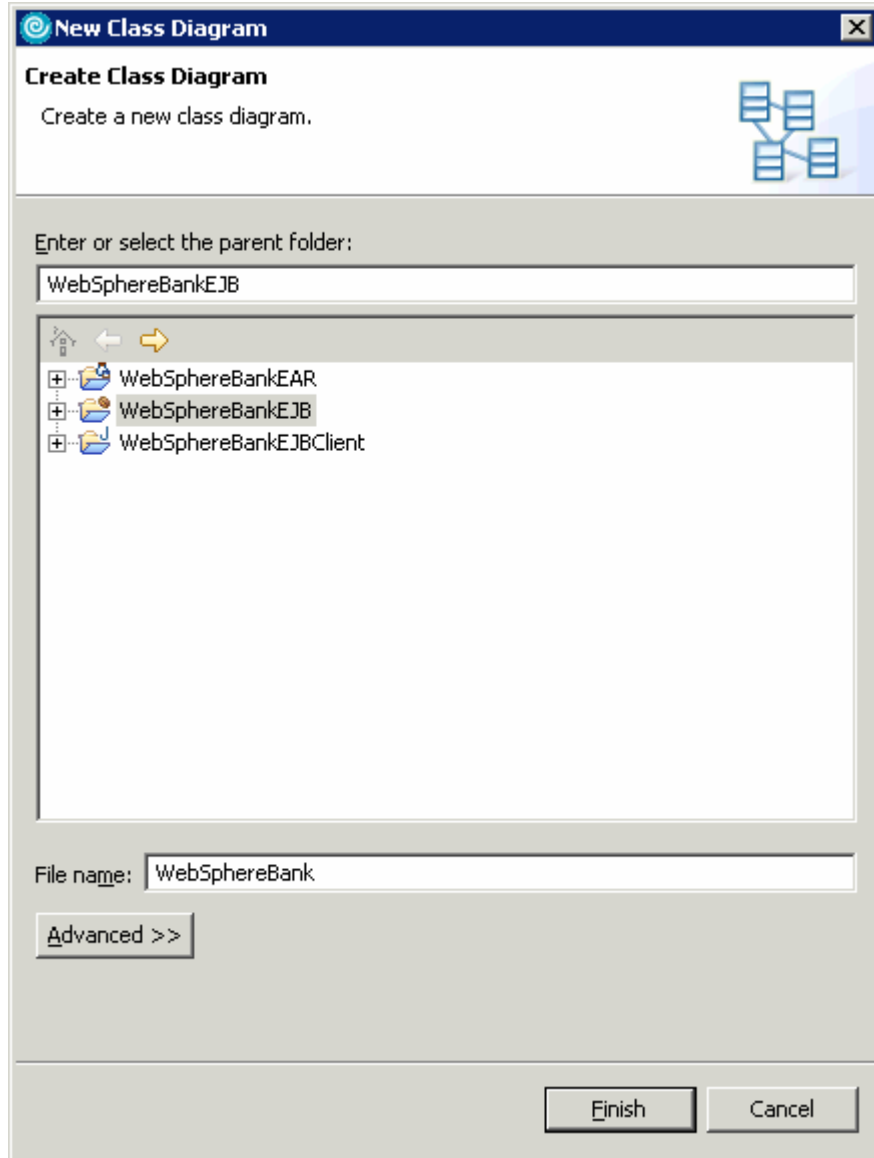 New Class Diagram
Create Class Diagram
Create a new class diagram.
Enter or select the parent folder:
WebSphereBankEJB
WebSphereBankEAR
WebSphereBankEJB
WebSphereBankEJBClient
File name: WebSphereBank
Advanced >>
Finish Cancel